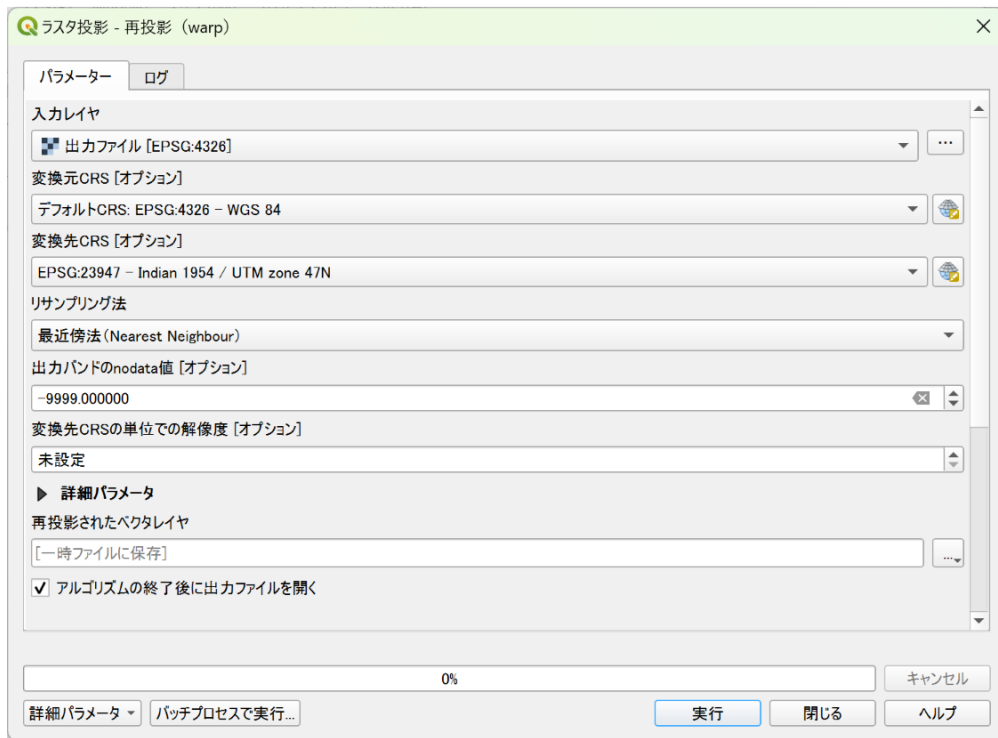 ラスタ投影 - 再投影（warp）
パラメーター ログ
入力レイヤ
出力ファイル [EPSG:4326]
…
変換元CRS [オプション]
デフォルトCRS: EPSG:4326 - WGS 84
変換先CRS [オプション]
EPSG:23947 - Indian 1954 / UTM zone 47N
リサンプリング法
最近傍法(Nearest Neighbour)
出力バンドのnodata値 [オプション]
-9999.000000
変換先CRSの単位での解像度 [オプション]
未設定
詳細パラメータ
再投影されたベクタレイヤ
[一時ファイルに保存]
…
アルゴリズムの終了後に出力ファイルを開く
0%
キャンセル
詳細パラメータ バッチプロセスで実行... 実行 閉じる ヘルプ